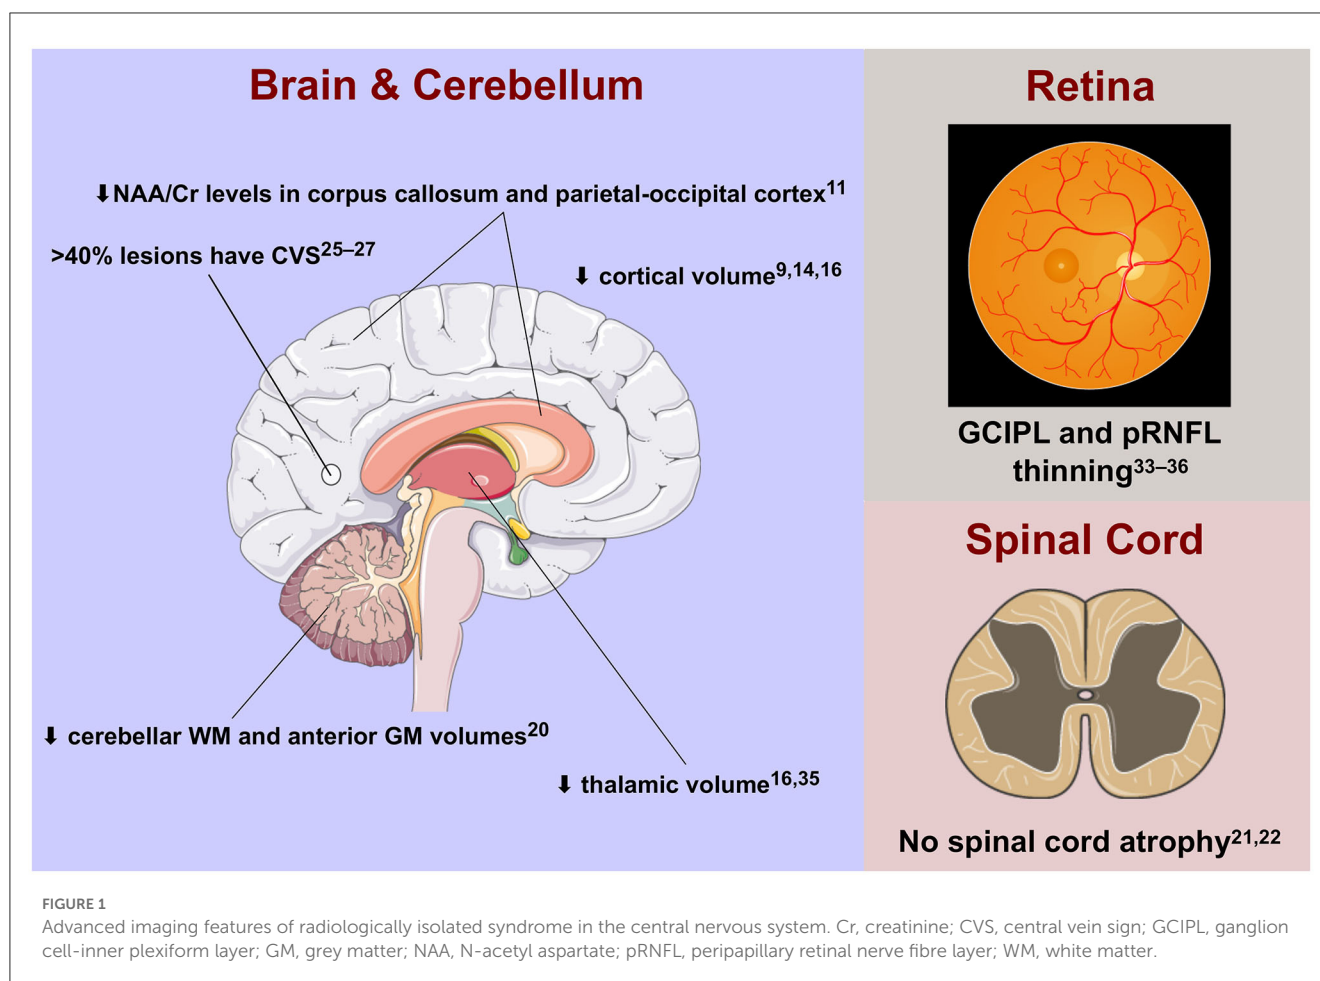 Brain & Cerebellum
⬇NAA/Cr levels in corpus callosum and parietal-occipital cortex11
>40% lesions have CVS25–27
⬇ cortical volume9,14,16
⬇ cerebellar WM and anterior GM volumes20
⬇ thalamic volume16,35
Retina
GCIPL and pRNFL
thinning33–36
Spinal Cord
No spinal cord atrophy21,22
FIGURE 1
Advanced imaging features of radiologically isolated syndrome in the central nervous system. Cr, creatinine; CVS, central vein sign; GCIPL, ganglion
cell-inner plexiform layer; GM, grey matter; NAA, N-acetyl aspartate; pRNFL, peripapillary retinal nerve fibre layer; WM, white matter.